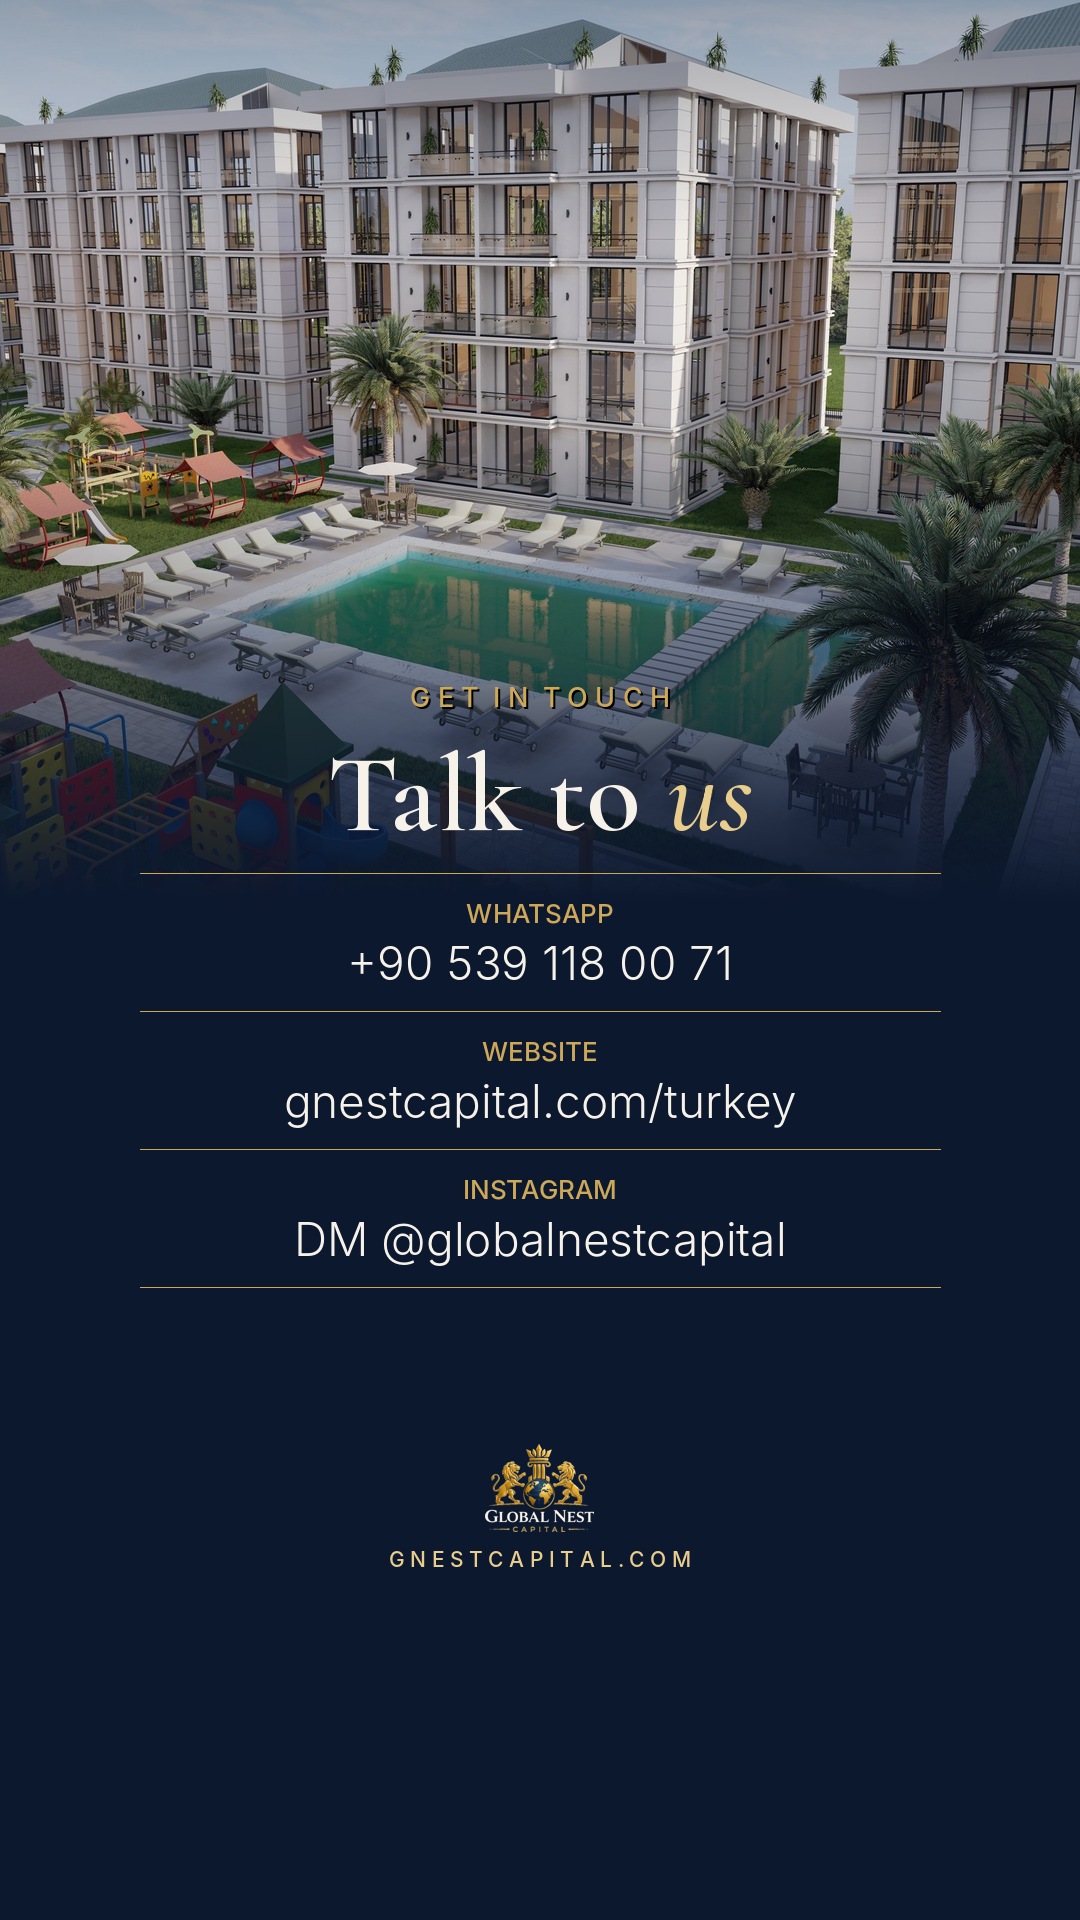 GET IN TOUCH
Talk to us
WHATSAPP
+90 539 118 00 71
WEBSITE
gnestcapital.com/turkey
INSTAGRAM
DM @globalnestcapital
GLOBAL NEST
CAPITAL
GNESTCAPITAL.COM